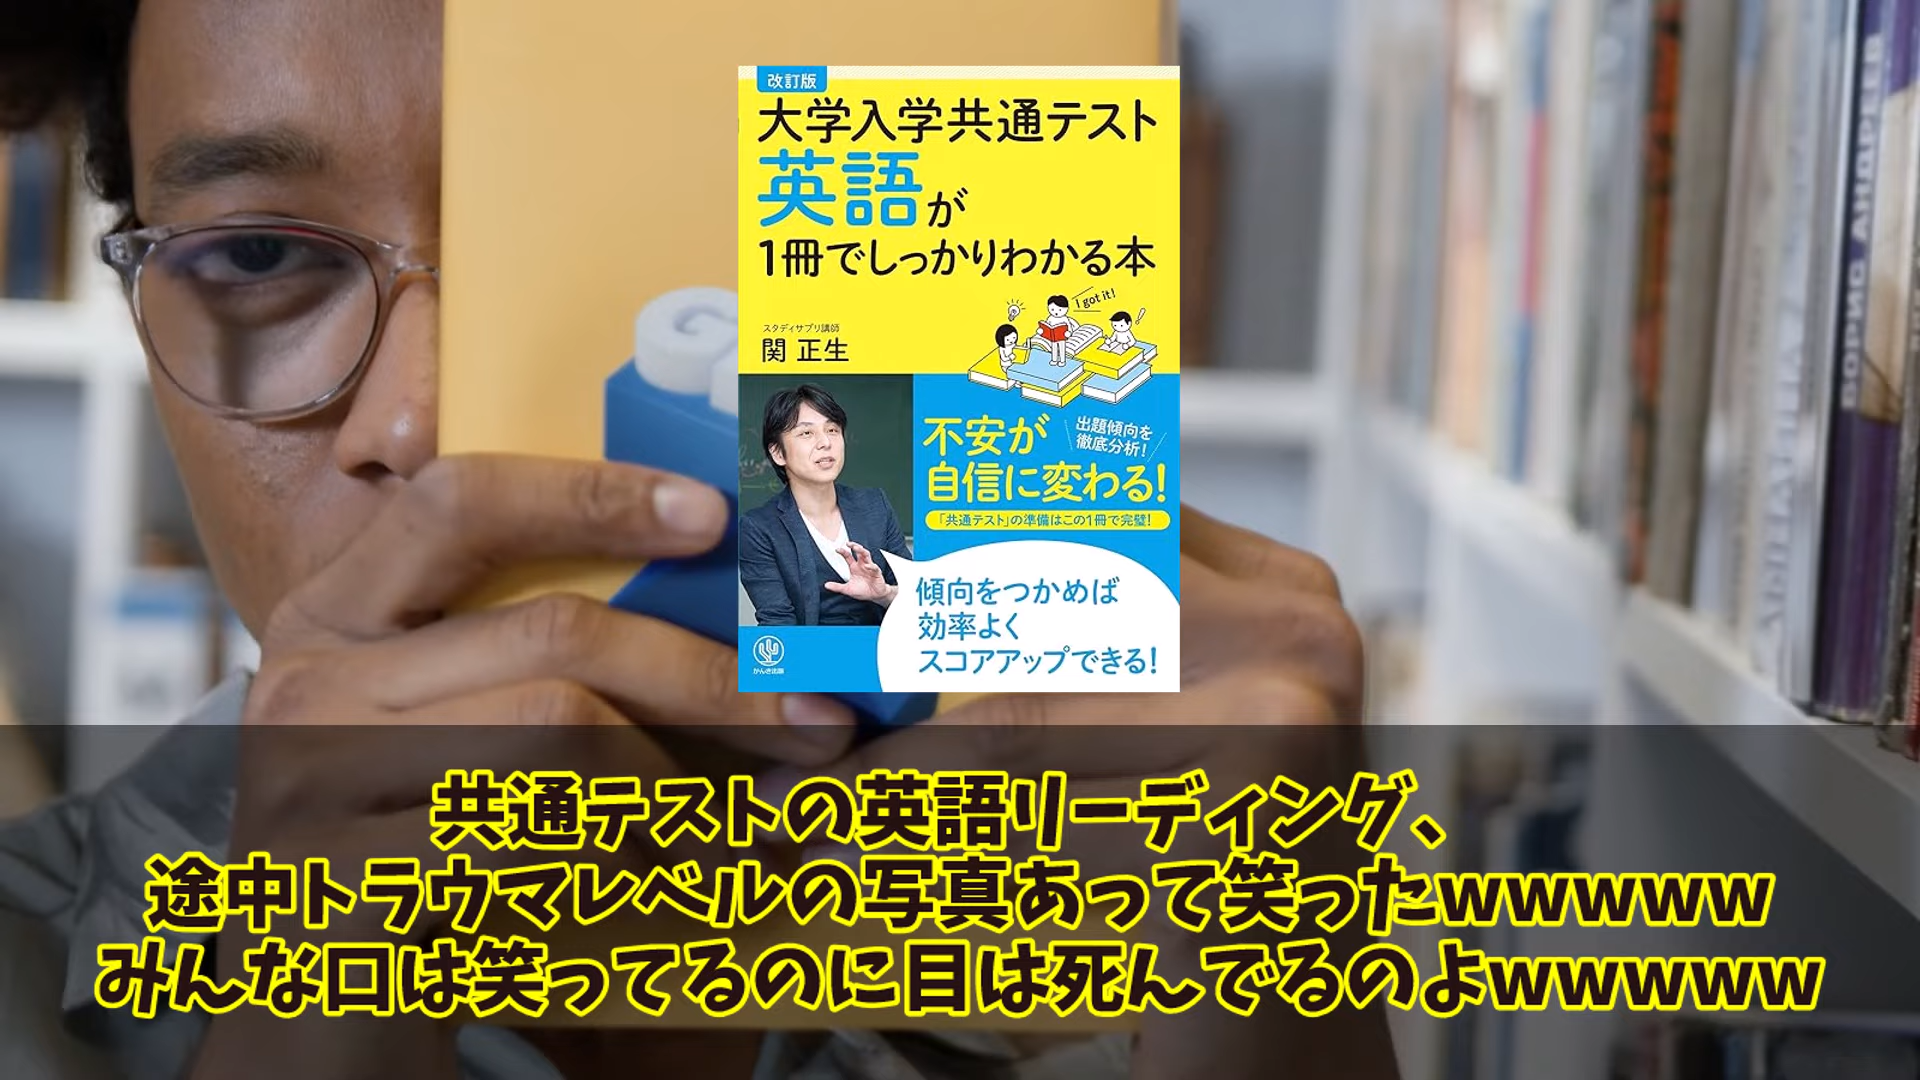 改訂版
大学入学共通テスト
英語が
1冊でしっかりわかる本
I got it!
スタディサプリ講師
関 正生
不安が
自信に変わる!
出題傾向を
徹底分析!
「共通テスト」の準備はこの1冊で完璧!
傾向をつかめば
効率よく
スコアアップできる!
かんき出版
БОРИС АНДРЕЕВ
共通テストの英語リーディング、
途中トラウマレベルの写真あって笑ったwwwww
みんな口は笑ってるのに目は死んでるのよwwwww